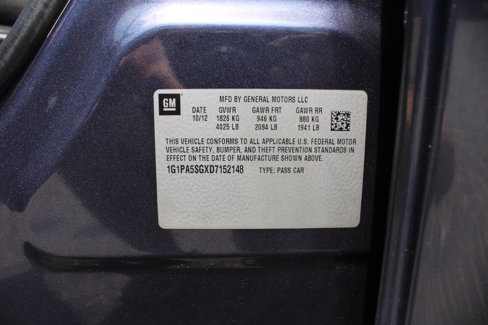 GM
MFD BY GENERAL MOTORS LLC
DATE GVWR GAWR FRT GAWR RR
10/12 1826 KG 946 KG 880 KG
4025 LB 2084 LB 1941 LB
THIS VEHICLE CONFORMS TO ALL APPLICABLE U.S. FEDERAL MOTOR
VEHICLE SAFETY, BUMPER, AND THEFT PREVENTION STANDARDS IN
EFFECT ON THE DATE OF MANUFACTURE SHOWN ABOVE.
1G1PA5SGXD7152148 TYPE: PASS CAR